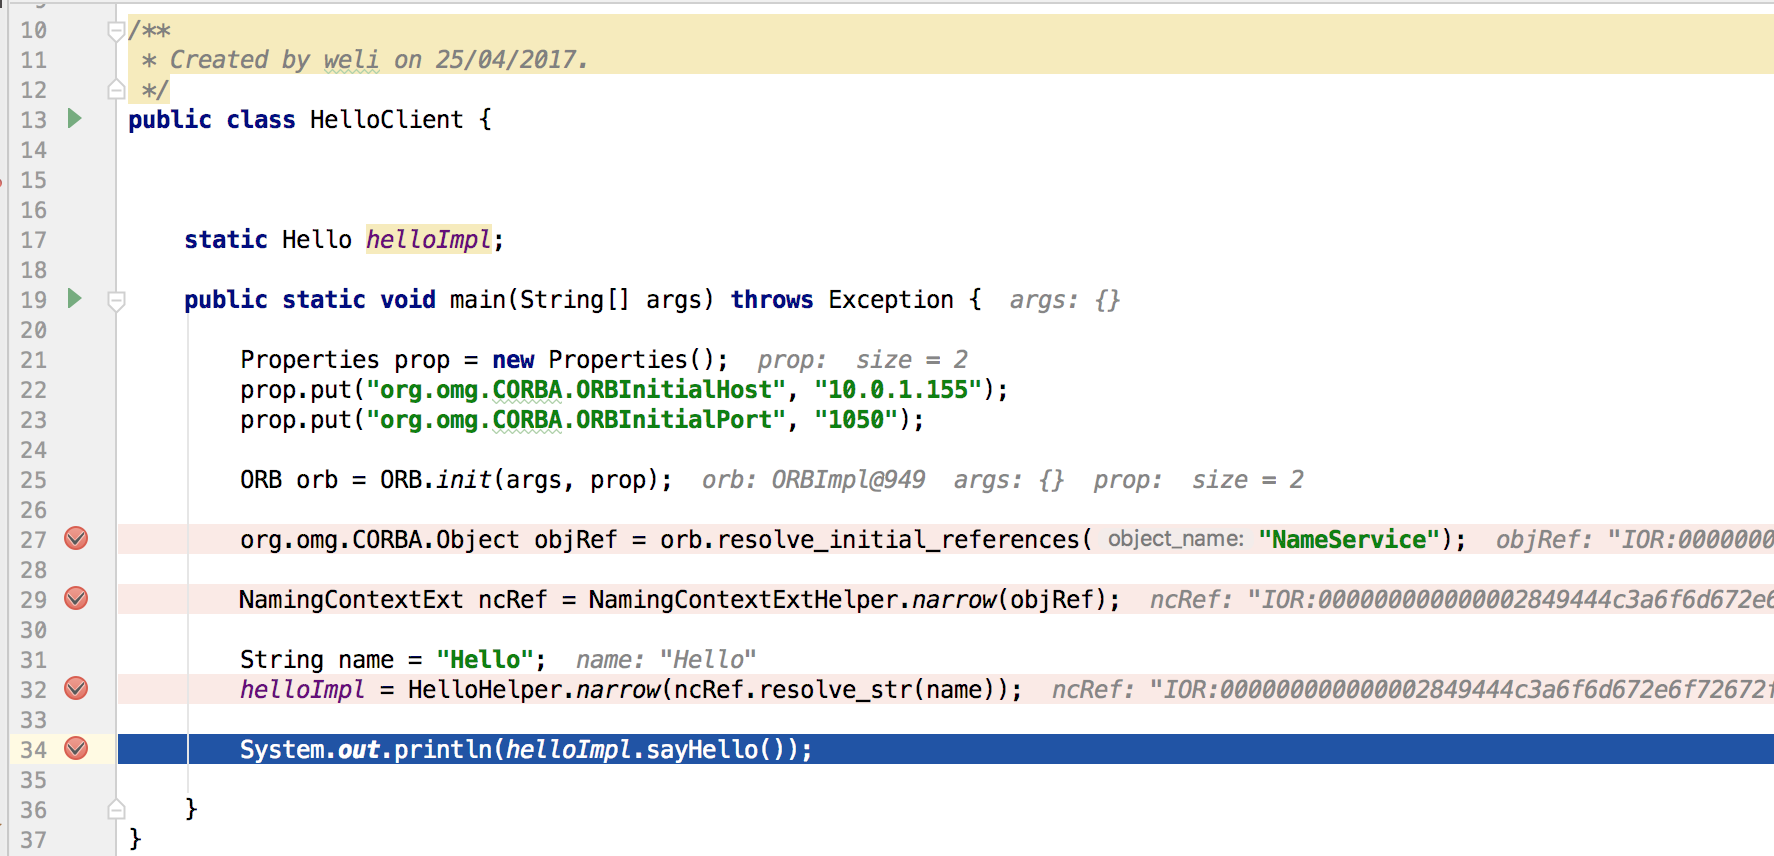 10 /**
11 * Created by weli on 25/04/2017.
12 */
13 public class HelloClient {
14
15
16
17 static Hello helloImpl;
18
19 public static void main(String[] args) throws Exception { args: {}
20
21 Properties prop = new Properties(); prop: size = 2
22 prop.put("org.omg.CORBA.ORBInitialHost", "10.0.1.155");
23 prop.put("org.omg.CORBA.ORBInitialPort", "1050");
24
25 ORB orb = ORB.init(args, prop); orb: ORBImpl@949 args: {} prop: size = 2
26
27 org.omg.CORBA.Object objRef = orb.resolve_initial_references( object_name: "NameService"); objRef: "IOR:0000000
28
29 NamingContextExt ncRef = NamingContextExtHelper.narrow(objRef); ncRef: "IOR:000000000000002849444c3a6f6d672e6
30
31 String name = "Hello"; name: "Hello"
32 helloImpl = HelloHelper.narrow(ncRef.resolve_str(name)); ncRef: "IOR:000000000000002849444c3a6f6d672e6f72672f
33
34 System.out.println(helloImpl.sayHello());
35
36 }
37 }